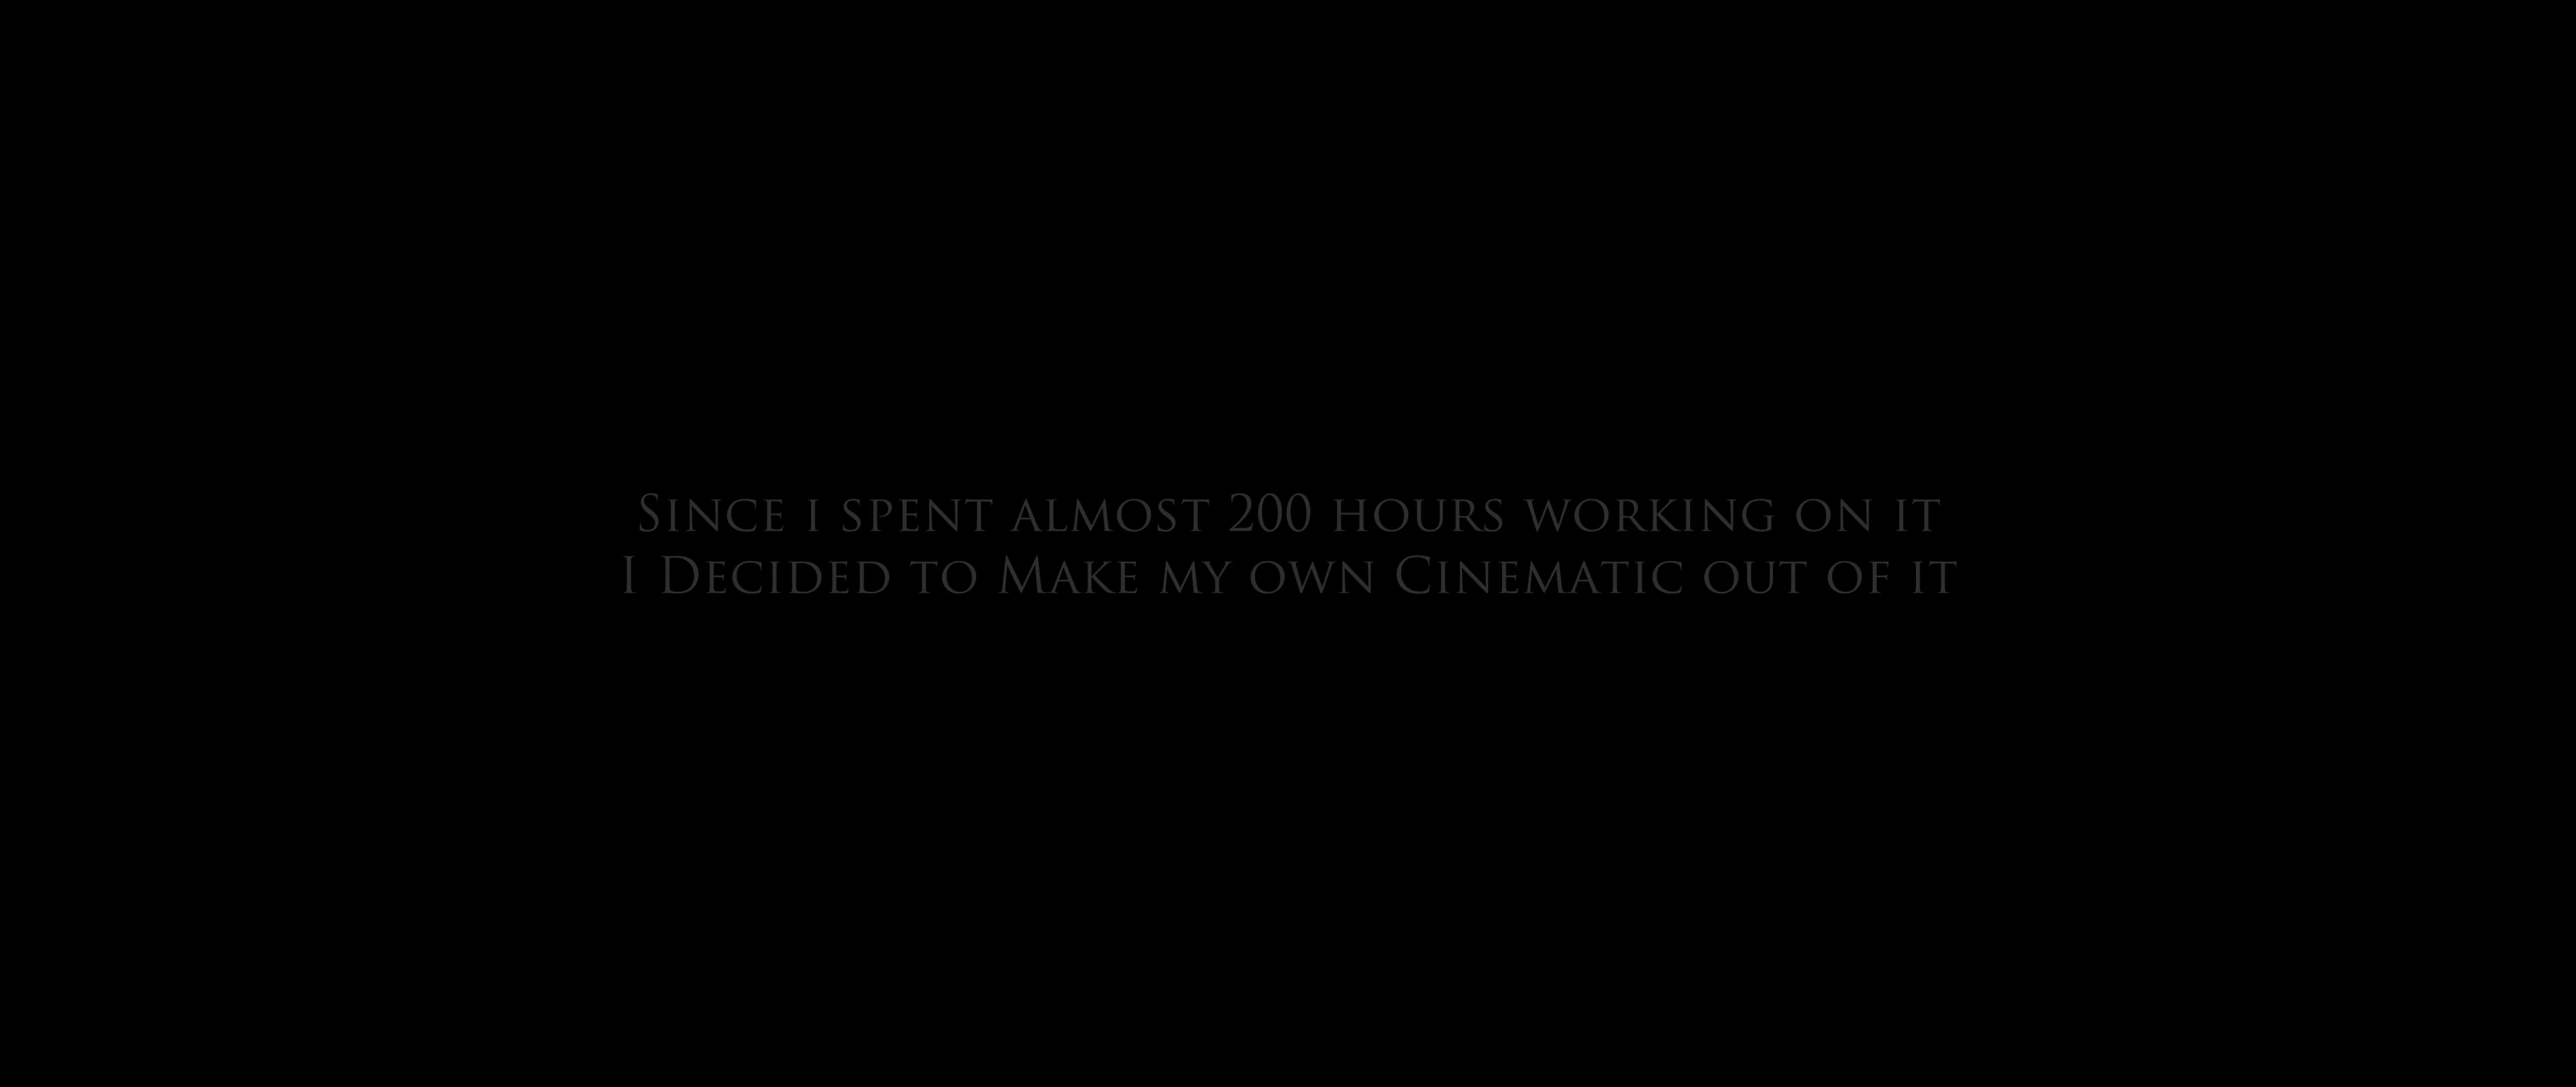 Since i spent almost 200 hours working on it
I Decided to Make my own Cinematic out of it